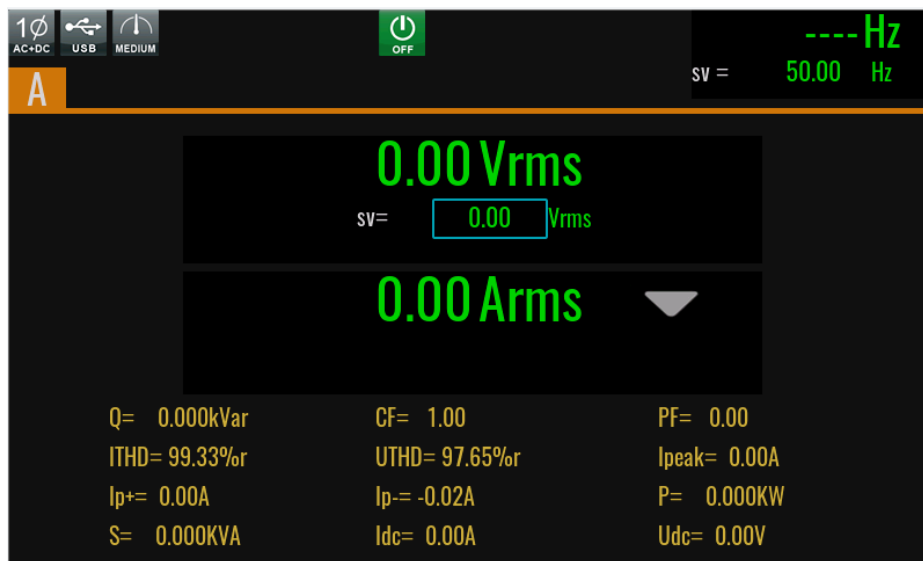 1Ø
AC+DC USB MEDIUM OFF
----Hz
sv = 50.00 Hz
A
0.00 Vrms
sv= 0.00 Vrms
0.00 Arms
Q= 0.000kVar CF= 1.00 PF= 0.00
ITHD= 99.33%r UTHD= 97.65%r Ipeak= 0.00A
Ip+= 0.00A Ip-= -0.02A P= 0.000KW
S= 0.000KVA Idc= 0.00A Udc= 0.00V